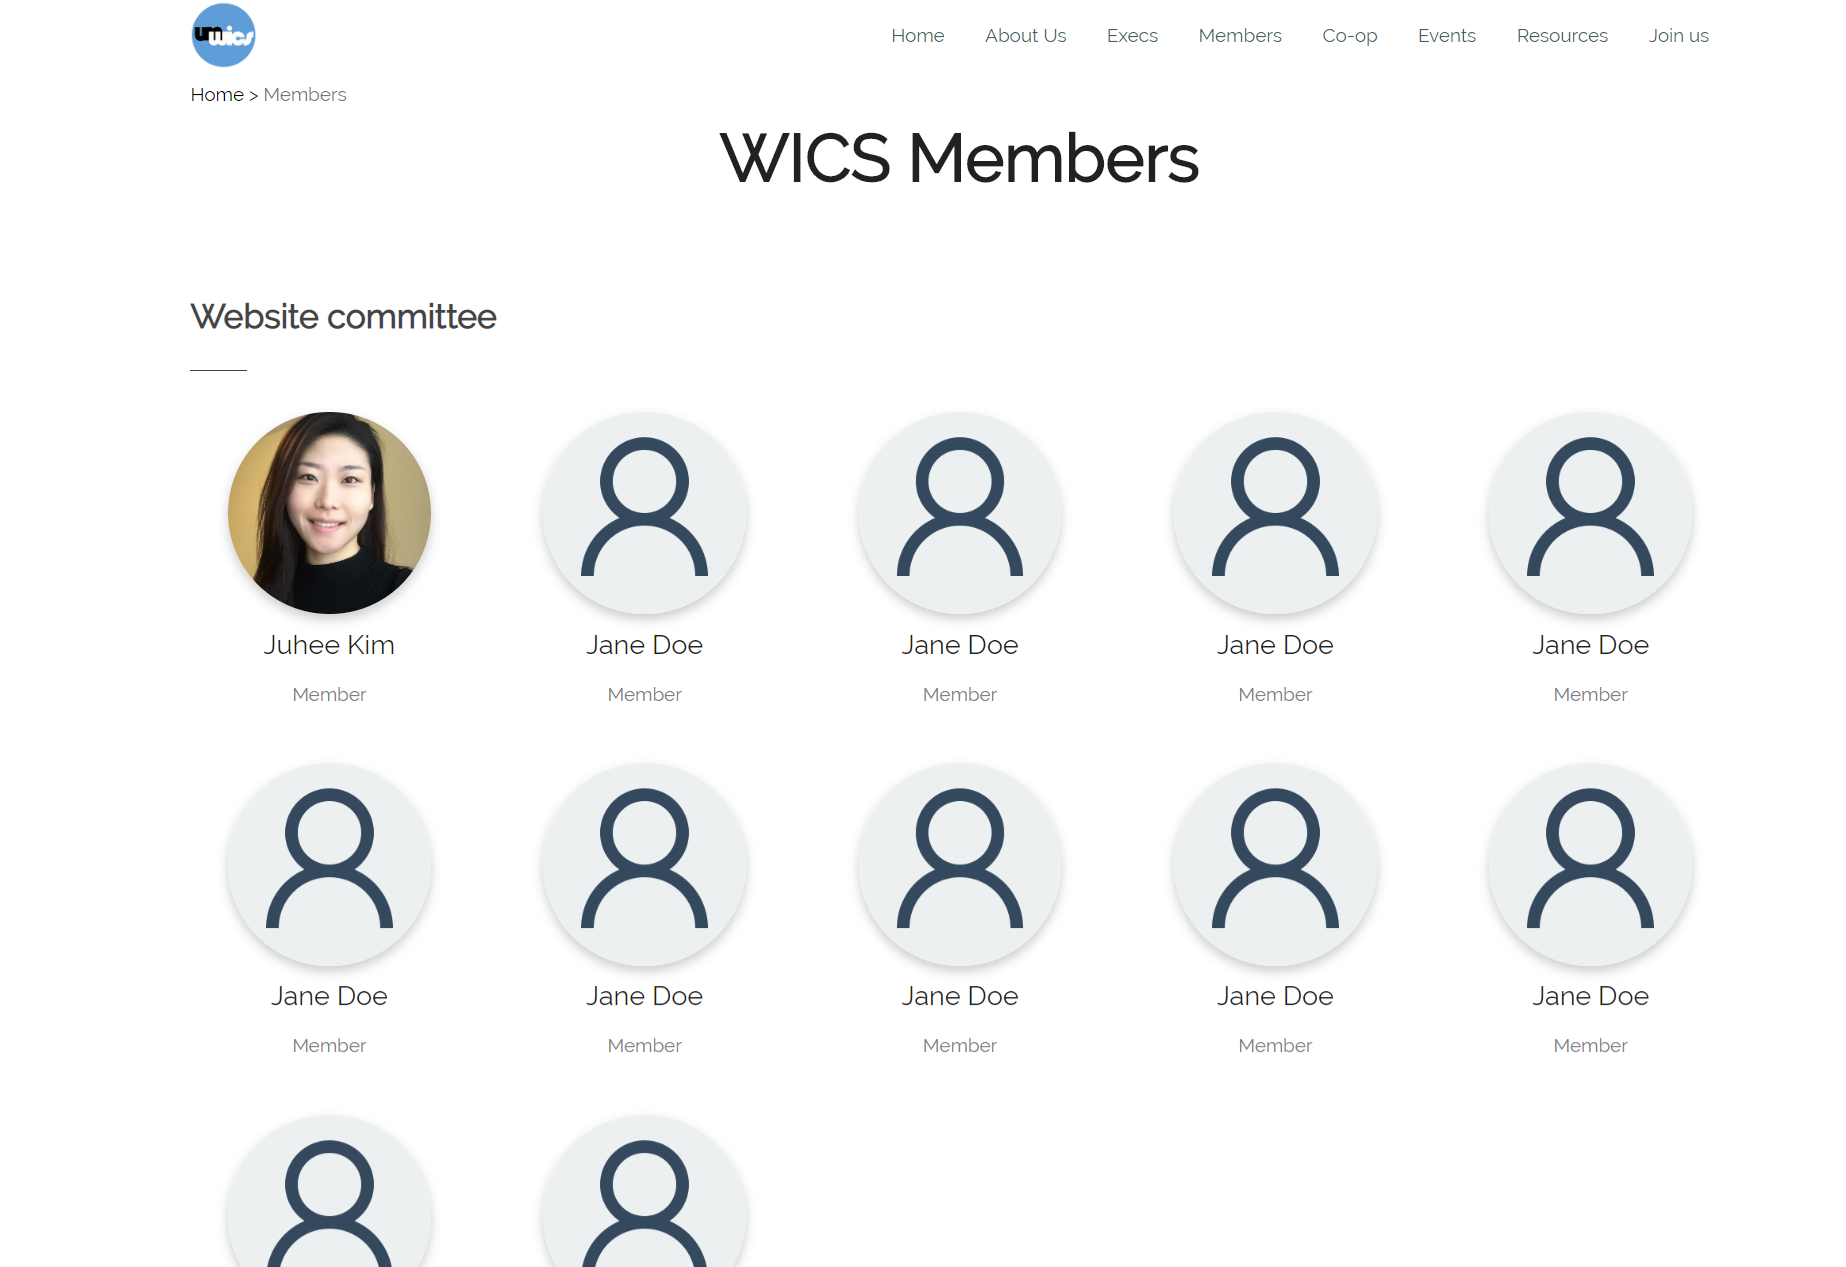 umwics
Home About Us Execs Members Co-op Events Resources Join us
Home > Members
WICS Members
Website committee
Juhee Kim Jane Doe Jane Doe Jane Doe Jane Doe
Member Member Member Member Member
Jane Doe Jane Doe Jane Doe Jane Doe Jane Doe
Member Member Member Member Member